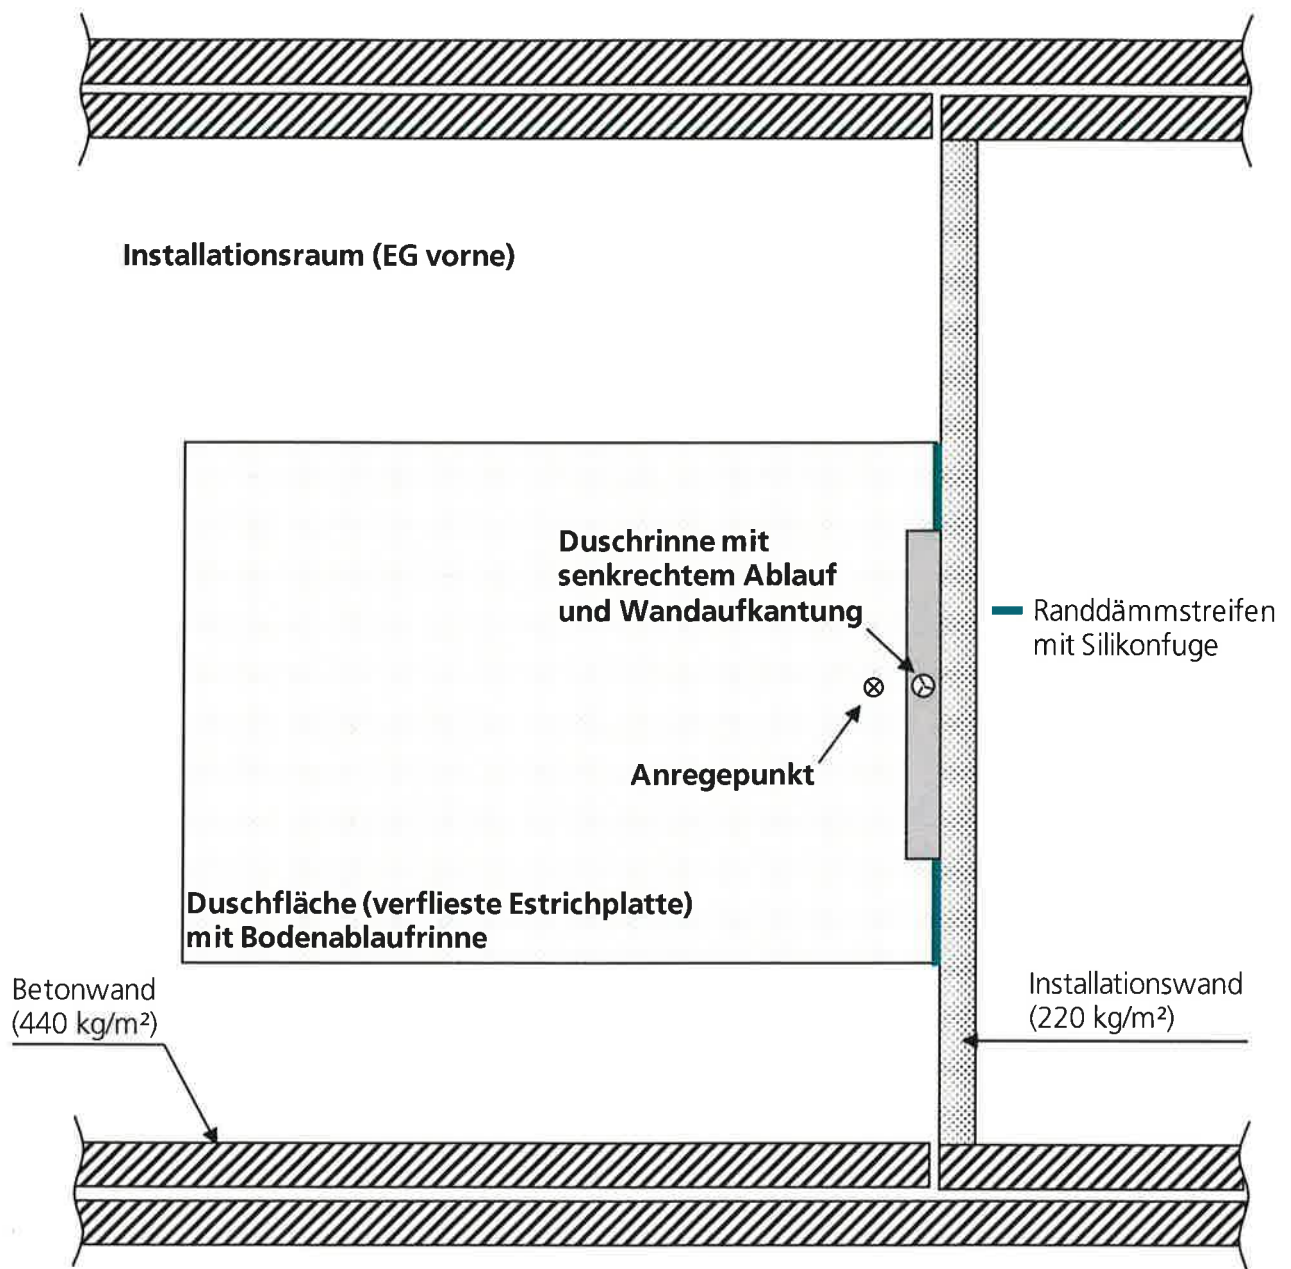 Installationsraum (EG vorne)
Duschrinne mit
senkrechtem Ablauf
und Wandaufkantung
Randdämmstreifen
mit Silikonfuge
Anregepunkt
Duschfläche (verflieste Estrichplatte)
mit Bodenablaufrinne
Betonwand
(440 kg/m²)
Installationswand
(220 kg/m²)